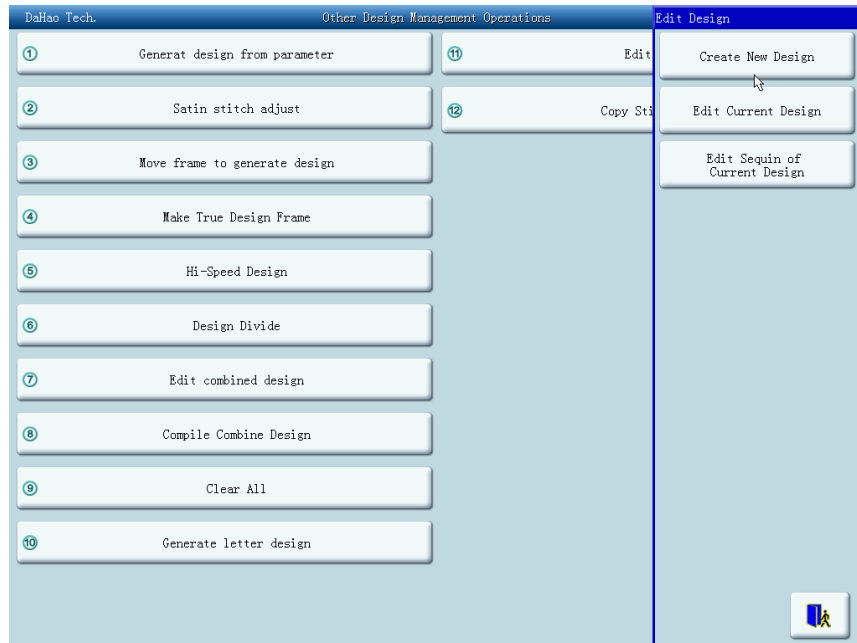 DaHao Tech.
Other Design Management Operations
① Generat design from parameter
② Satin stitch adjust
③ Move frame to generate design
④ Make True Design Frame
⑤ Hi-Speed Design
⑥ Design Divide
⑦ Edit combined design
⑧ Compile Combine Design
⑨ Clear All
⑩ Generate letter design
⑪ Edit
⑫ Copy Sti
Edit Design
Create New Design
Edit Current Design
Edit Sequin of
Current Design